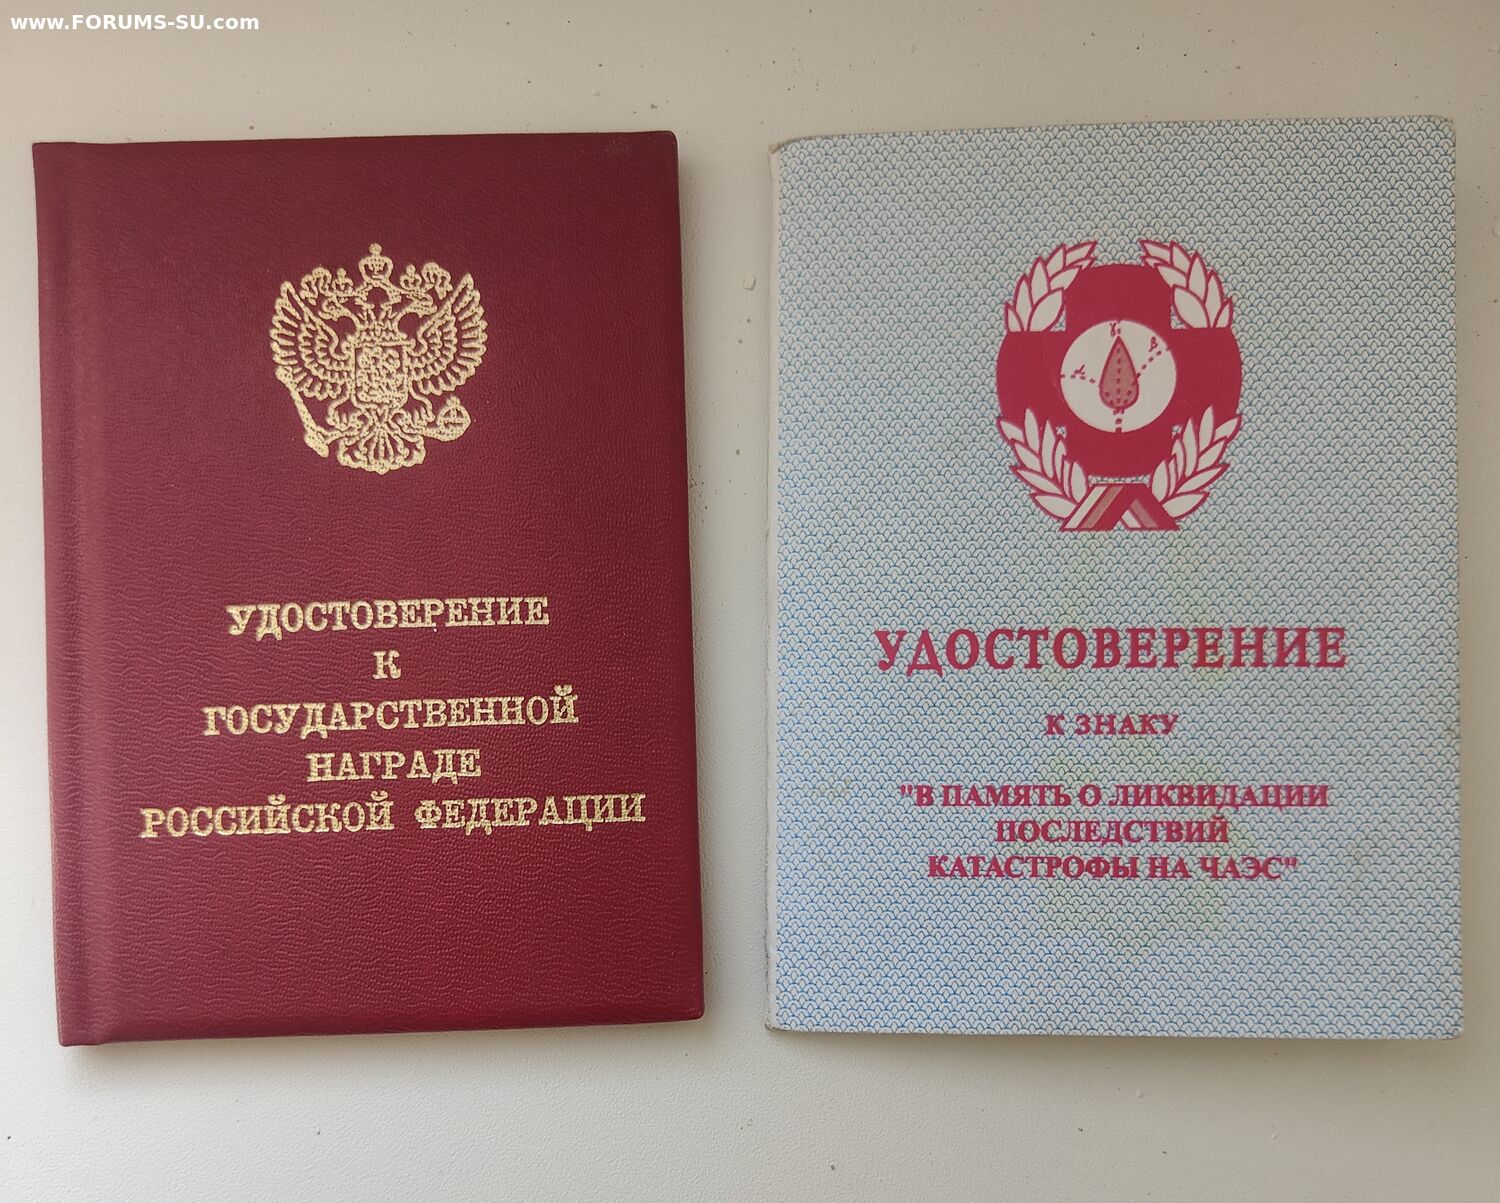 www.FORUMS-SU.com
УДОСТОВЕРЕНИЕ
К
ГОСУДАРСТВЕННОЙ
НАГРАДЕ
РОССИЙСКОЙ ФЕДЕРАЦИИ
УДОСТОВЕРЕНИЕ
К ЗНАКУ
"В ПАМЯТЬ О ЛИКВИДАЦИИ
ПОСЛЕДСТВИЙ
КАТАСТРОФЫ НА ЧАЭС"